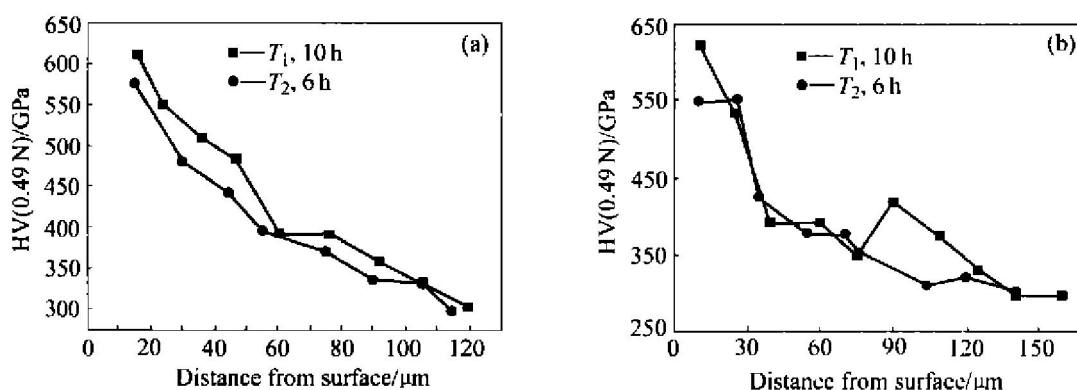 (a)
650
600
550
500
450
400
350
300
HV(0.49 N)/GPa
T₁, 10 h
T₂, 6 h
0 20 40 60 80 100 120
Distance from surface/μm
(b)
650
550
450
350
250
HV(0.49 N)/GPa
T₁, 10 h
T₂, 6 h
0 30 60 90 120 150
Distance from surface/μm